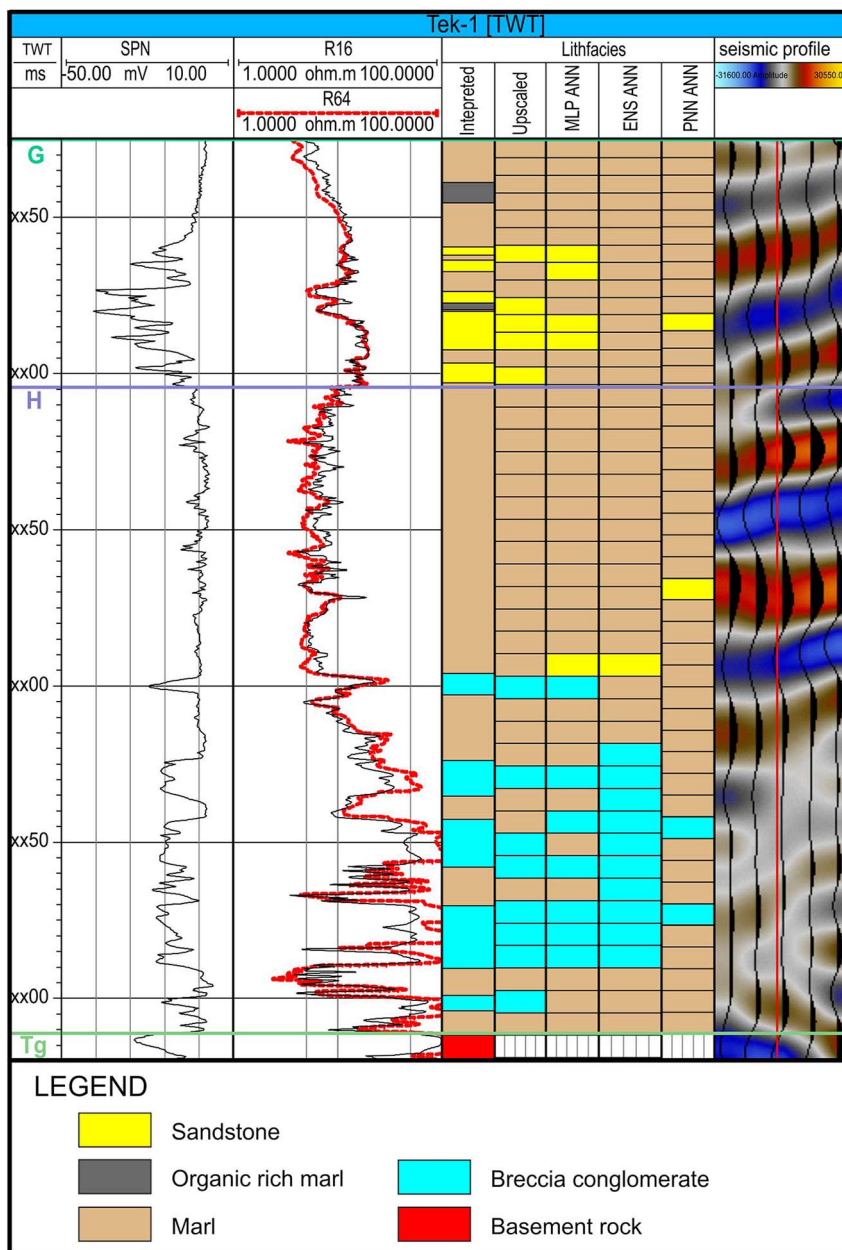 Tek-1 [TWT]
TWT SPN R16 Lithfacies seismic profile
ms -50.00 mV 10.00 1.0000 ohm.m 100.0000
R64
1.0000 ohm.m 100.0000
Intepreted
Upscaled
MLP ANN
ENS ANN
PNN ANN
-31600.00 Amplitude 30550.0
G
xx50
xx00
H
xx50
xx00
xx50
xx00
Tg
LEGEND
Sandstone
Organic rich marl Breccia conglomerate
Marl Basement rock